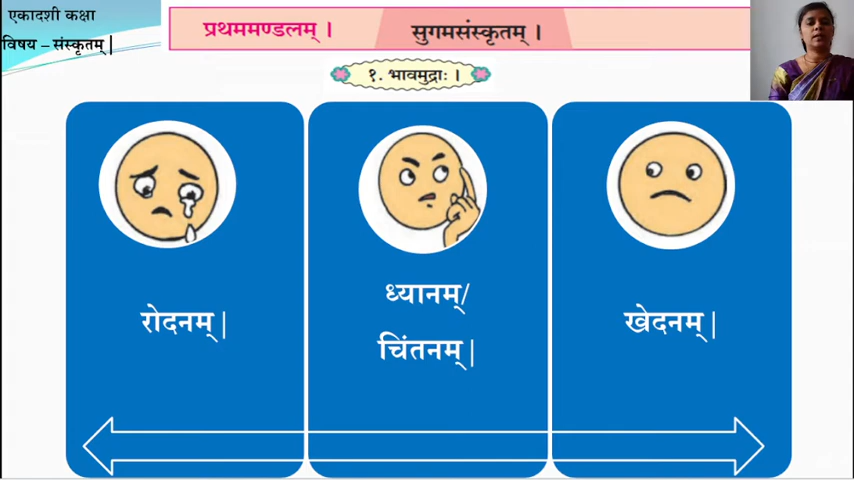 एकादशी कक्षा
विषय – संस्कृतम् |
प्रथममण्डलम् ।
सुगमसंस्कृतम् ।
१. भावमुद्राः ।
रोदनम् |
ध्यानम्/
चिंतनम् |
खेदनम् |